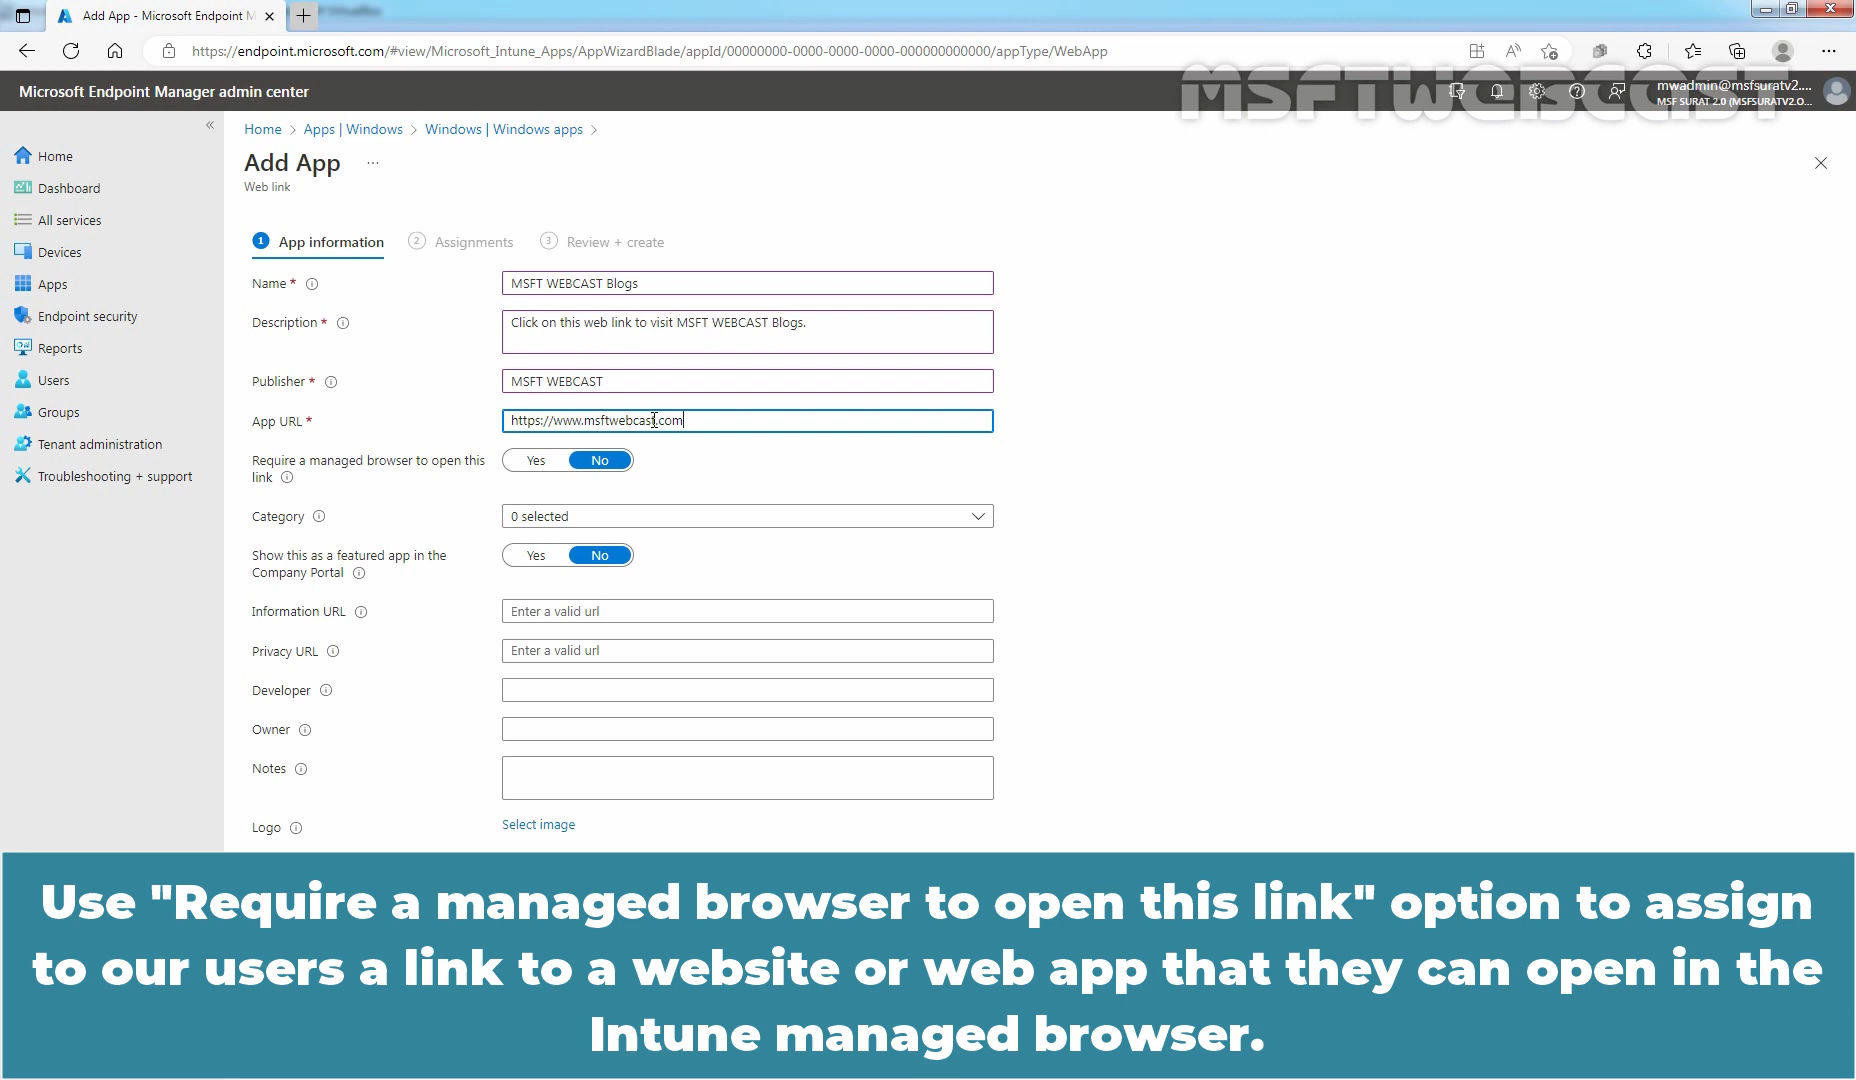 Add App - Microsoft Endpoint M
https://endpoint.microsoft.com/#view/Microsoft_Intune_Apps/AppWizardBlade/appId/00000000-0000-0000-0000-000000000000/appType/WebApp
MSFTWEBCAST
Microsoft Endpoint Manager admin center
mwadmin@msfsuratv2....
MSF SURAT 2.0 (MSFSURATV2.O...
Home > Apps | Windows > Windows | Windows apps >
Add App ...
Web link
Home
Dashboard
All services
Devices
Apps
Endpoint security
Reports
Users
Groups
Tenant administration
Troubleshooting + support
1 App information 2 Assignments 3 Review + create
Name * MSFT WEBCAST Blogs
Description * Click on this web link to visit MSFT WEBCAST Blogs.
Publisher * MSFT WEBCAST
App URL * https://www.msftwebcast.com
Require a managed browser to open this
link
Yes No
Category 0 selected
Show this as a featured app in the
Company Portal
Yes No
Information URL Enter a valid url
Privacy URL Enter a valid url
Developer
Owner
Notes
Logo Select image
Use "Require a managed browser to open this link" option to assign
to our users a link to a website or web app that they can open in the
Intune managed browser.